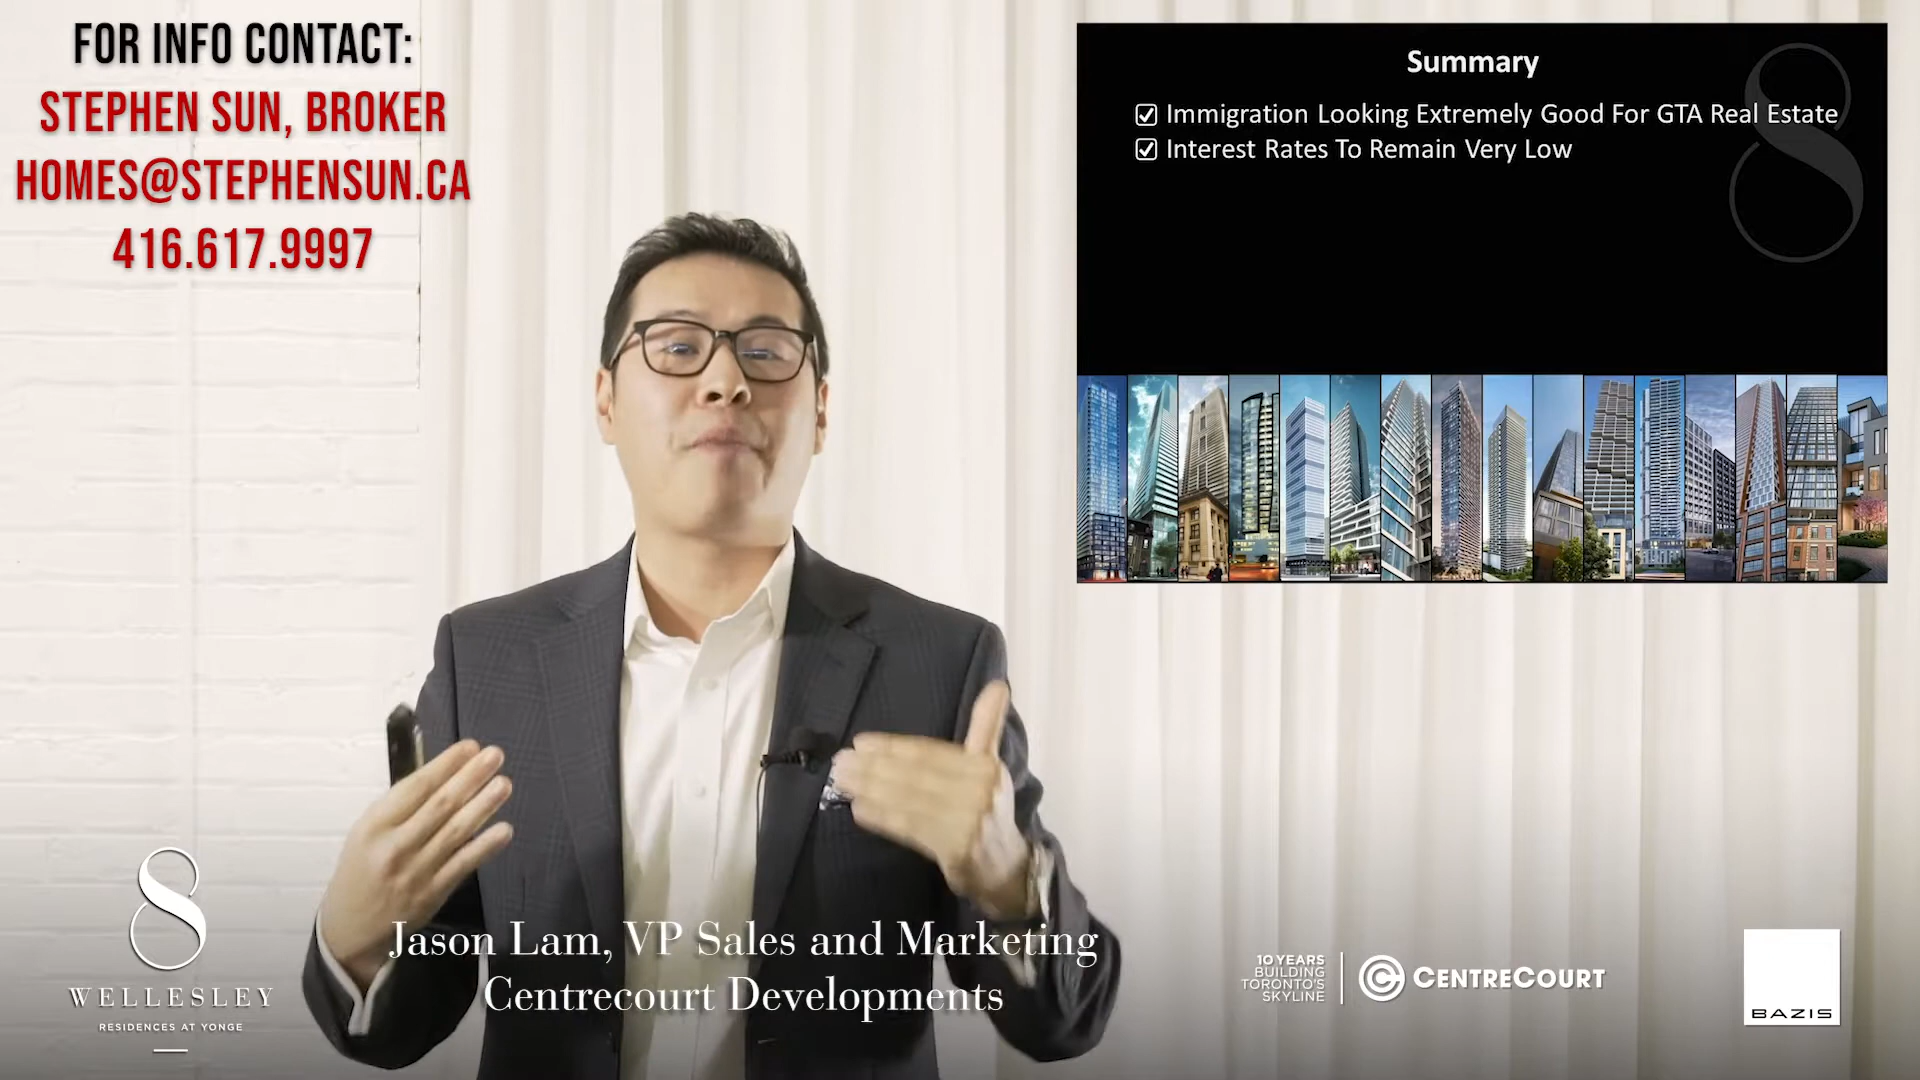 FOR INFO CONTACT:
STEPHEN SUN, BROKER
HOMES@STEPHENSUN.CA
416.617.9997
Summary
☑ Immigration Looking Extremely Good For GTA Real Estate
☑ Interest Rates To Remain Very Low
8
8
WELLESLEY
RESIDENCES AT YONGE
Jason Lam, VP Sales and Marketing
Centrecourt Developments
10 YEARS
BUILDING
TORONTO'S
SKYLINE
CENTRECOURT
BAZIS